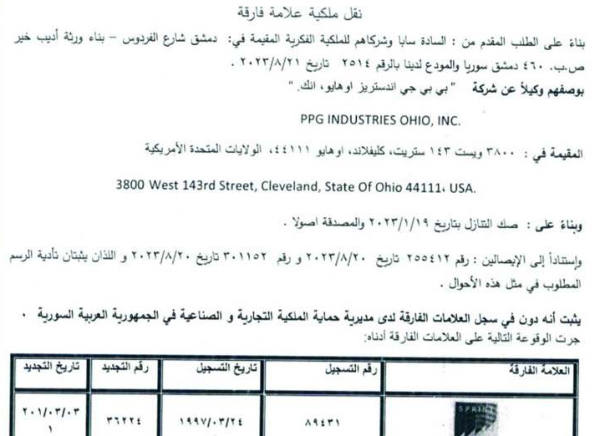 نقل ملكية علامة فارقة
بناءً على الطلب المقدم من : السادة سابا وشركاهم للملكية الفكرية المقيمة في: دمشق شارع الفردوس – بناء ورثة أديب خير
ص.ب. ٤٦٠ دمشق سوريا والمودع لدينا بالرقم ٢٥١٤ تاريخ ٢٠٢٣/٨/٢١ .
بوصفهم وكيلاً عن شركة " بي بي جي اندستريز اوهايو، انك. "
PPG INDUSTRIES OHIO, INC.
المقيمة في : ٣٨٠٠ ويست ١٤٣ ستريت، كليفلاند، اوهايو ٤٤١١١، الولايات المتحدة الأمريكية
3800 West 143rd Street, Cleveland, State Of Ohio 44111، USA.
وبناءً على : صك التنازل بتاريخ ٢٠٢٣/١/١٩ والمصدقة اصولا .
وإستناداً إلى الإيصالين : رقم ٢٥٥٤١٢ تاريخ ٢٠٢٣/٨/٢٠ و رقم ٣٠١١٥٢ تاريخ ٢٠٢٣/٨/٢٠ و اللذان يثبتان تأدية الرسم
المطلوب في مثل هذه الأحوال .
يثبت أنه دون في سجل العلامات الفارقة لدى مديرية حماية الملكية التجارية و الصناعية في الجمهورية العربية السورية .
جرت الوقوعة التالية على العلامات الفارقة أدناه:
العلامة الفارقة رقم التسجيل تاريخ التسجيل رقم التجديد تاريخ التجديد
SPRINT ٨٩٤٣١ ١٩٩٧/٠٣/٢٤ ٣٦٢٢٤ ٢٠١/٠٣/٠٣
١